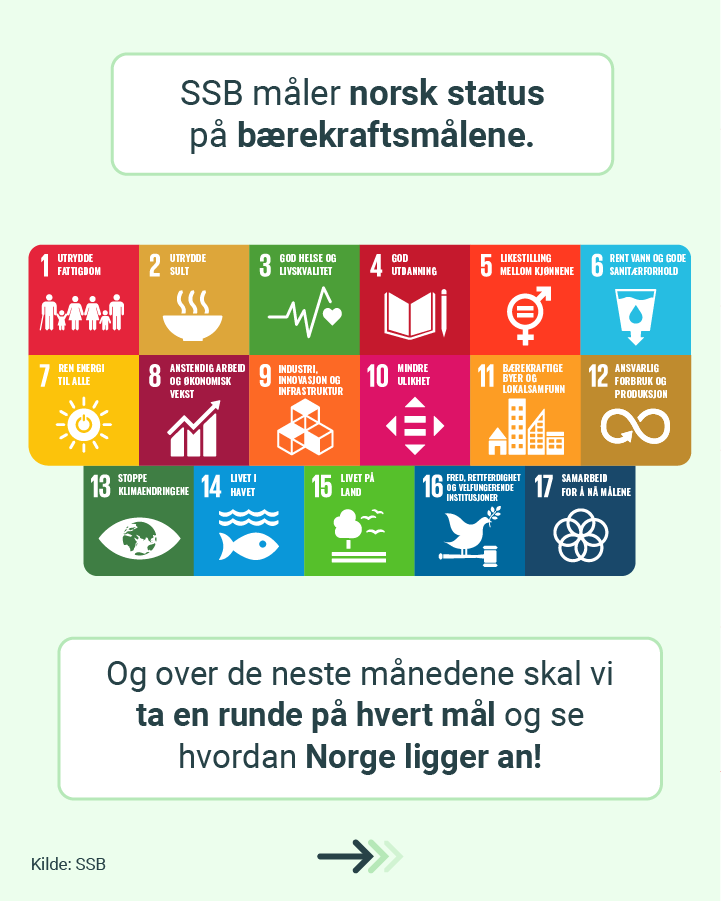 SSB måler norsk status
på bærekraftsmålene.
1 UTRYDDE
FATTIGDOM
2 UTRYDDE
SULT
3 GOD HELSE OG
LIVSKVALITET
4 GOD
UTDANNING
5 LIKESTILLING
MELLOM KJØNNENE
6 RENT VANN OG GODE
SANITÆRFORHOLD
7 REN ENERGI
TIL ALLE
8 ANSTENDIG ARBEID
OG ØKONOMISK
VEKST
9 INDUSTRI,
INNOVASJON OG
INFRASTRUKTUR
10 MINDRE
ULIKHET
11 BÆREKRAFTIGE
BYER OG
LOKALSAMFUNN
12 ANSVARLIG
FORBRUK OG
PRODUKSJON
13 STOPPE
KLIMAENDRINGENE
14 LIVET I
HAVET
15 LIVET PÅ
LAND
16 FRED, RETTFERDIGHET
OG VELFUNGERENDE
INSTITUSJONER
17 SAMARBEID
FOR Å NÅ MÅLENE
Og over de neste månedene skal vi
ta en runde på hvert mål og se
hvordan Norge ligger an!
Kilde: SSB